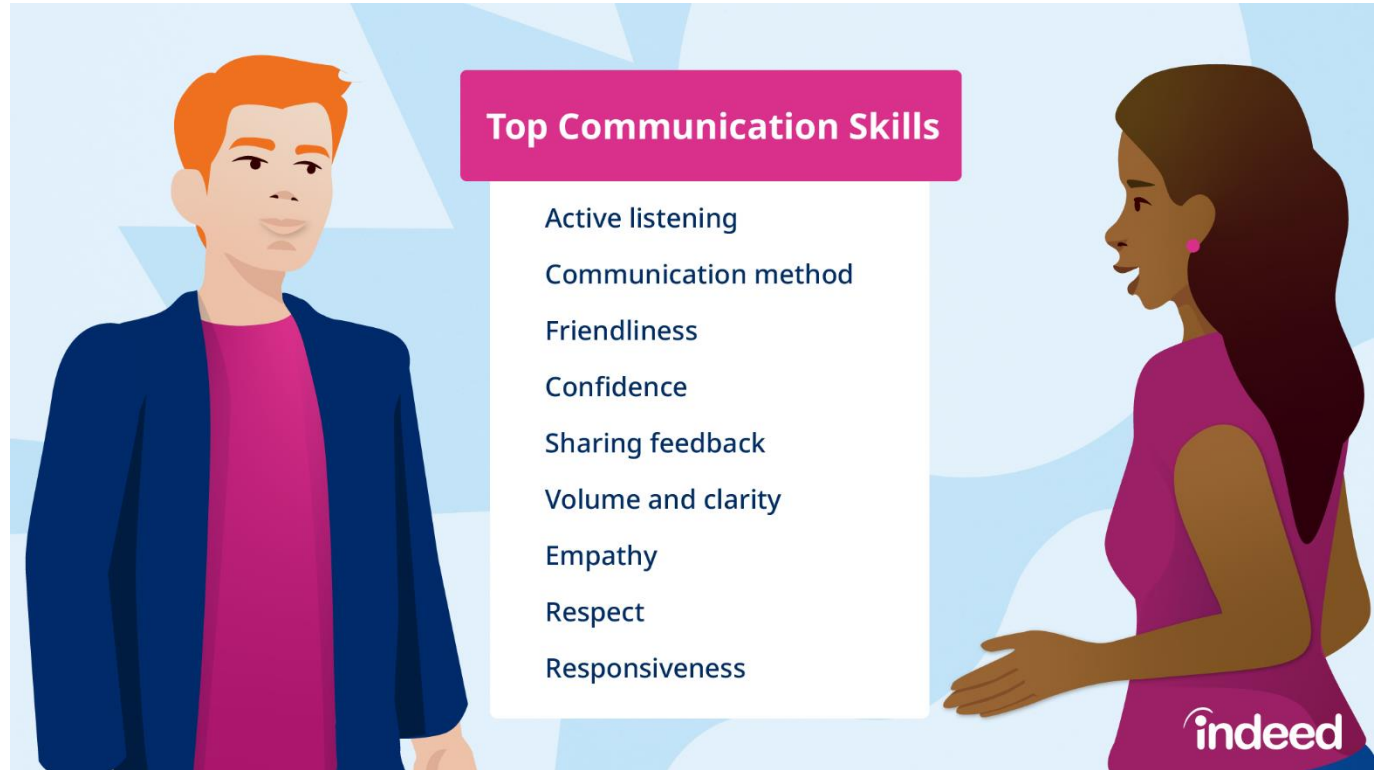 Top Communication Skills
Active listening
Communication method
Friendliness
Confidence
Sharing feedback
Volume and clarity
Empathy
Respect
Responsiveness
indeed